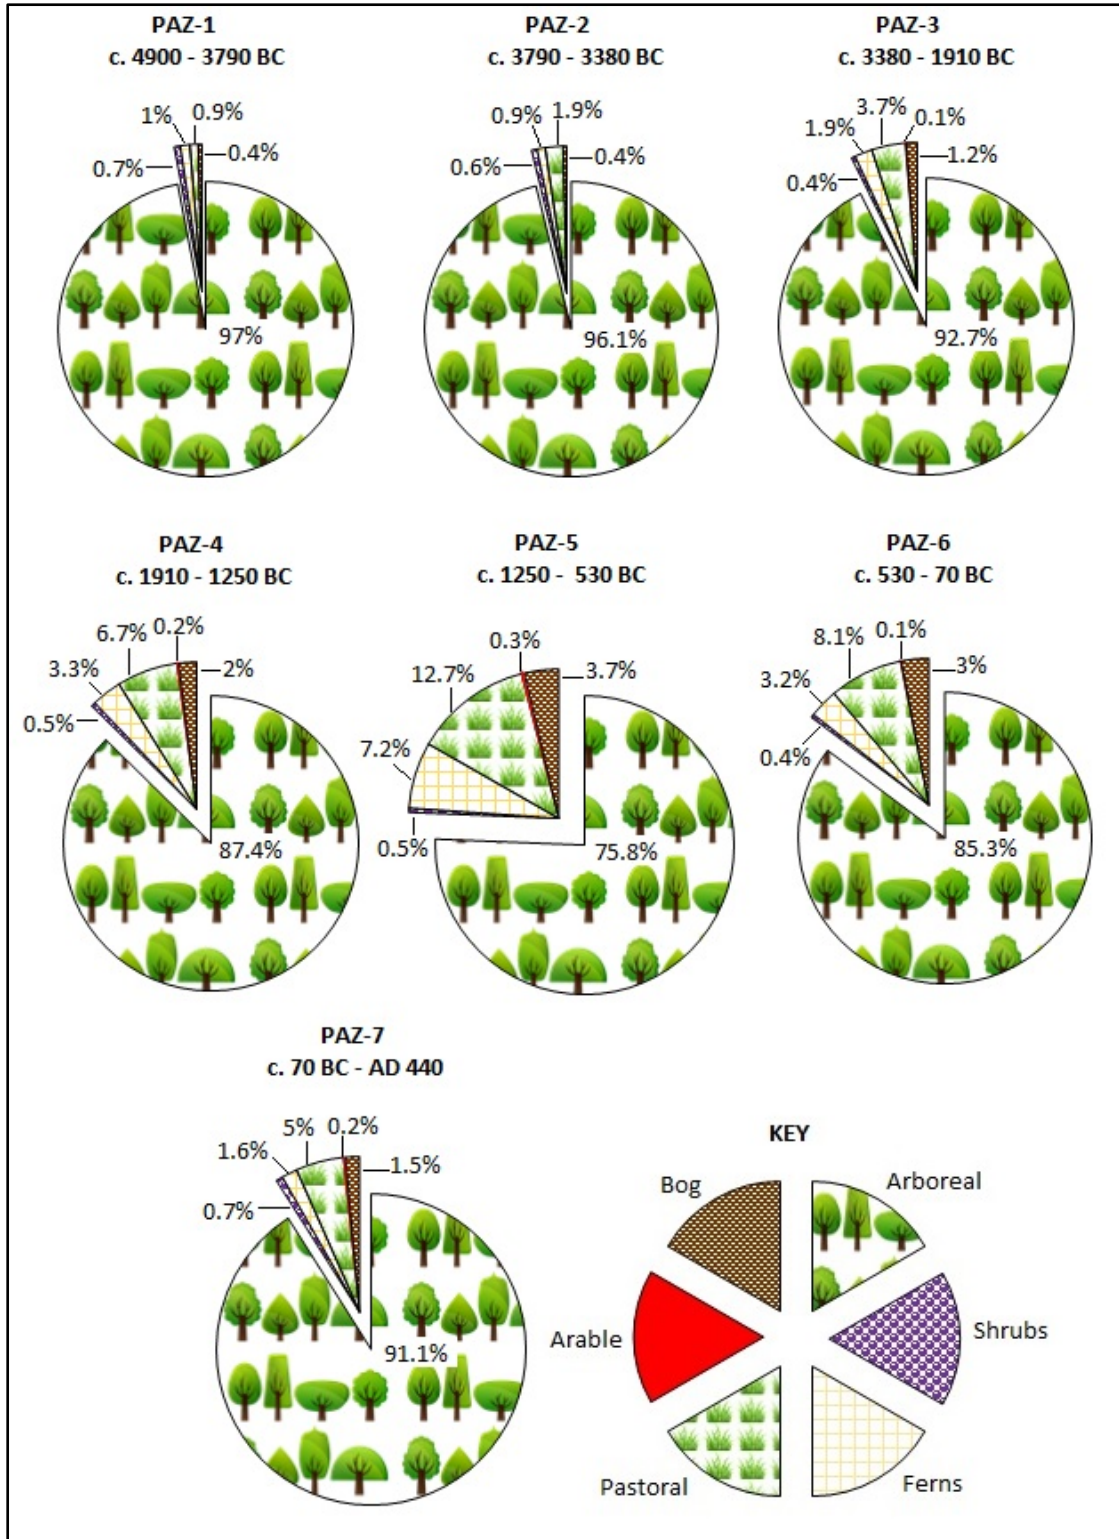 PAZ-1
c. 4900 - 3790 BC
1%
0.9%
0.7%
0.4%
97%
PAZ-2
c. 3790 - 3380 BC
0.9%
1.9%
0.6%
0.4%
96.1%
PAZ-3
c. 3380 - 1910 BC
3.7%
0.1%
1.9%
1.2%
0.4%
92.7%
PAZ-4
c. 1910 - 1250 BC
6.7%
0.2%
3.3%
2%
0.5%
87.4%
PAZ-5
c. 1250 - 530 BC
0.3%
12.7%
3.7%
7.2%
0.5%
75.8%
PAZ-6
c. 530 - 70 BC
8.1%
0.1%
3.2%
3%
0.4%
85.3%
PAZ-7
c. 70 BC - AD 440
5%
0.2%
1.6%
1.5%
0.7%
91.1%
KEY
Bog
Arboreal
Arable
Shrubs
Pastoral
Ferns